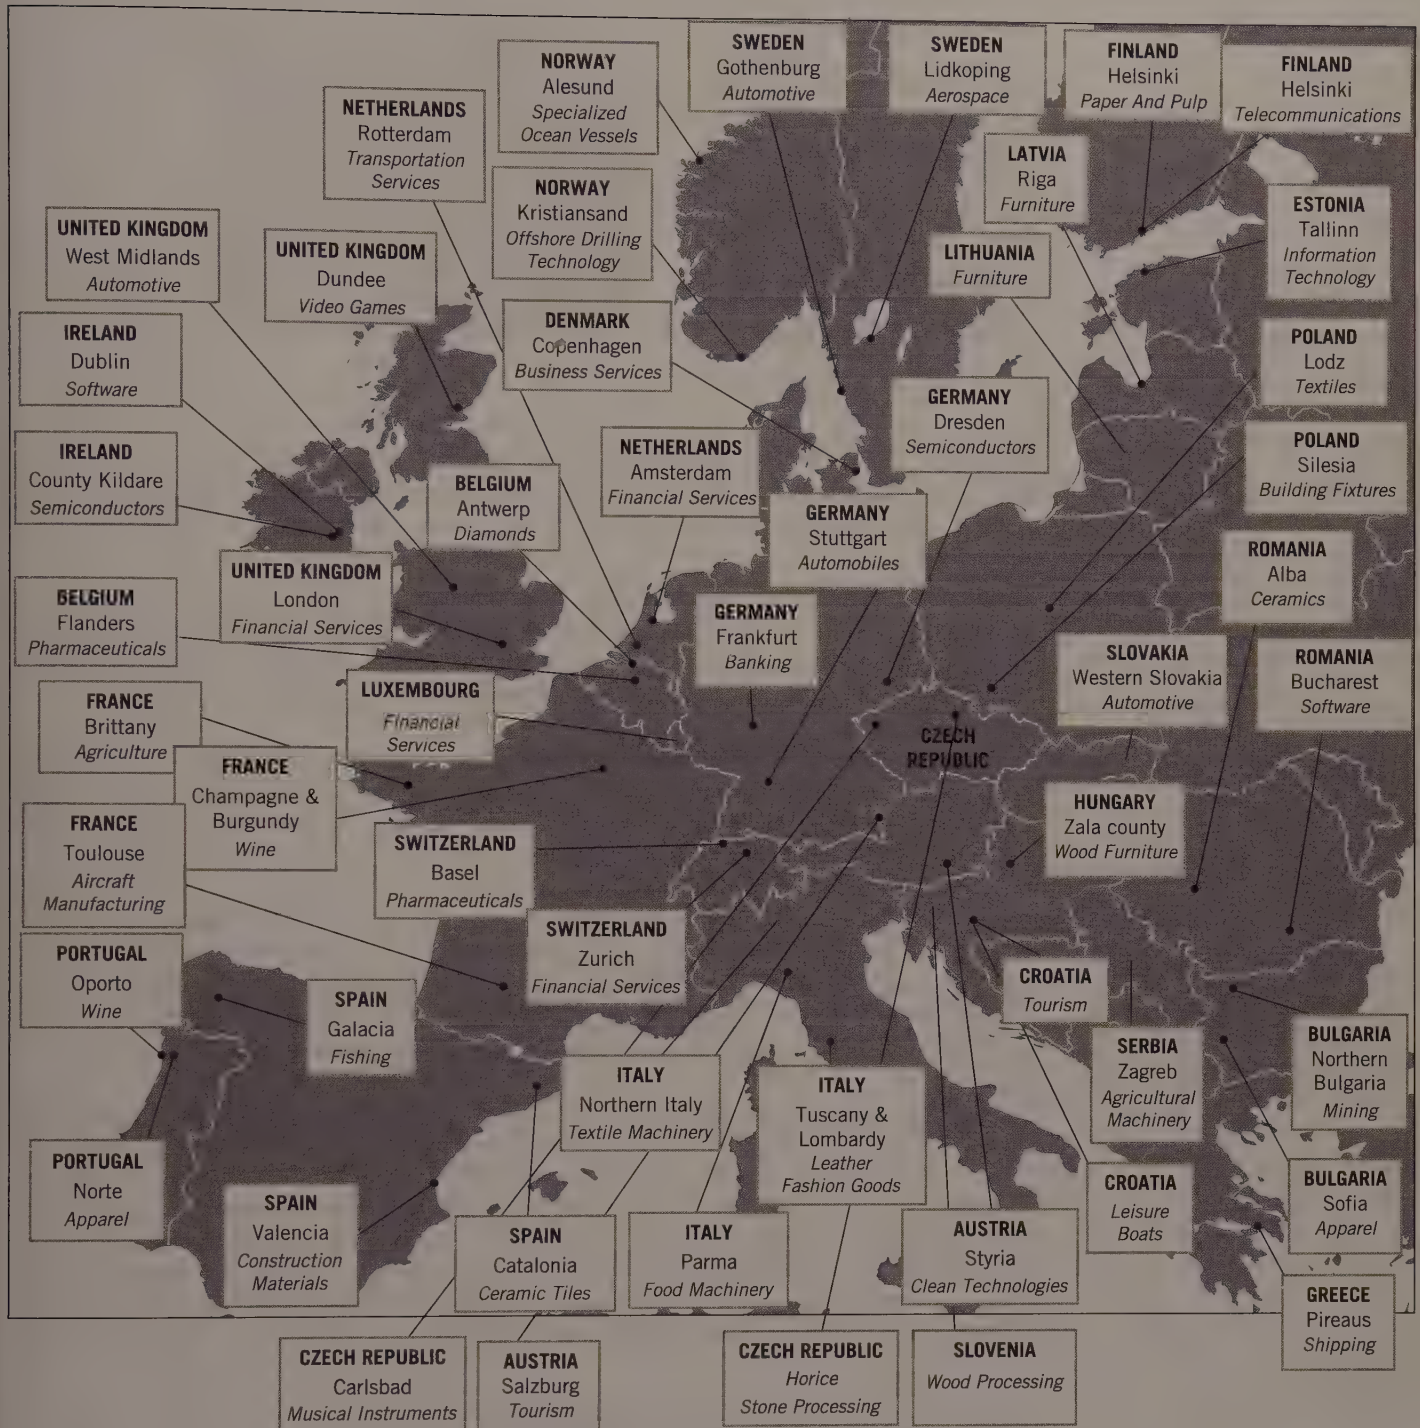 SWEDEN
Gothenburg
Automotive
SWEDEN
Lidkoping
Aerospace
FINLAND
Helsinki
Paper And Pulp
FINLAND
Helsinki
Telecommunications
NORWAY
Alesund
Specialized
Ocean Vessels
NETHERLANDS
Rotterdam
Transportation
Services
LATVIA
Riga
Furniture
NORWAY
Kristiansand
Offshore Drilling
Technology
ESTONIA
Tallinn
Information
Technology
UNITED KINGDOM
West Midlands
Automotive
UNITED KINGDOM
Dundee
Video Games
LITHUANIA
Furniture
IRELAND
Dublin
Software
DENMARK
Copenhagen
Business Services
POLAND
Lodz
Textiles
GERMANY
Dresden
Semiconductors
IRELAND
County Kildare
Semiconductors
NETHERLANDS
Amsterdam
Financial Services
POLAND
Silesia
Building Fixtures
BELGIUM
Antwerp
Diamonds
GERMANY
Stuttgart
Automobiles
ROMANIA
Alba
Ceramics
UNITED KINGDOM
London
Financial Services
BELGIUM
Flanders
Pharmaceuticals
GERMANY
Frankfurt
Banking
SLOVAKIA
Western Slovakia
Automotive
ROMANIA
Bucharest
Software
LUXEMBOURG
Financial
Services
FRANCE
Brittany
Agriculture
CZECH
REPUBLIC
FRANCE
Champagne &
Burgundy
Wine
HUNGARY
Zala county
Wood Furniture
FRANCE
Toulouse
Aircraft
Manufacturing
SWITZERLAND
Basel
Pharmaceuticals
SWITZERLAND
Zurich
Financial Services
PORTUGAL
Oporto
Wine
CROATIA
Tourism
SPAIN
Galacia
Fishing
BULGARIA
Northern
Bulgaria
Mining
SERBIA
Zagreb
Agricultural
Machinery
ITALY
Northern Italy
Textile Machinery
ITALY
Tuscany &
Lombardy
Leather
Fashion Goods
PORTUGAL
Norte
Apparel
BULGARIA
Sofia
Apparel
CROATIA
Leisure
Boats
SPAIN
Valencia
Construction
Materials
SPAIN
Catalonia
Ceramic Tiles
ITALY
Parma
Food Machinery
AUSTRIA
Styria
Clean Technologies
GREECE
Pireaus
Shipping
CZECH REPUBLIC
Carlsbad
Musical Instruments
AUSTRIA
Salzburg
Tourism
CZECH REPUBLIC
Horice
Stone Processing
SLOVENIA
Wood Processing